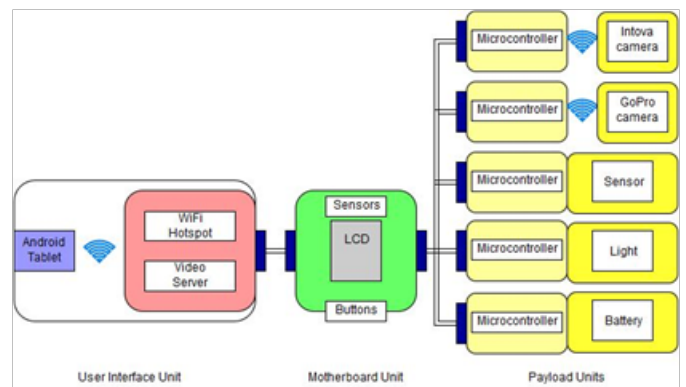 Microcontroller
Intova
camera
Microcontroller
GoPro
camera
Microcontroller
Sensor
Microcontroller
Light
Microcontroller
Battery
Android
Tablet
WiFi
Hotspot
Video
Server
Sensors
LCD
Buttons
User Interface Unit
Motherboard Unit
Payload Units